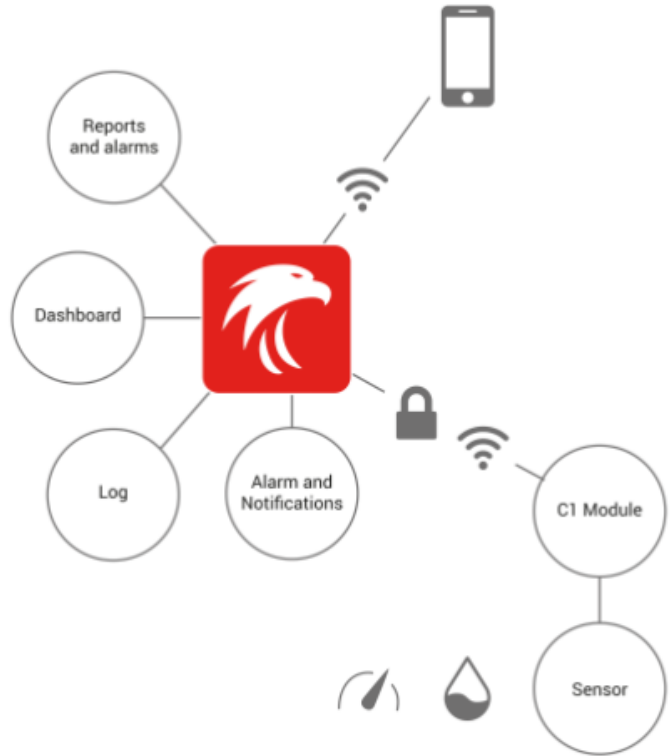 Reports
and alarms
Dashboard
Log
Alarm and
Notifications
C1 Module
Sensor